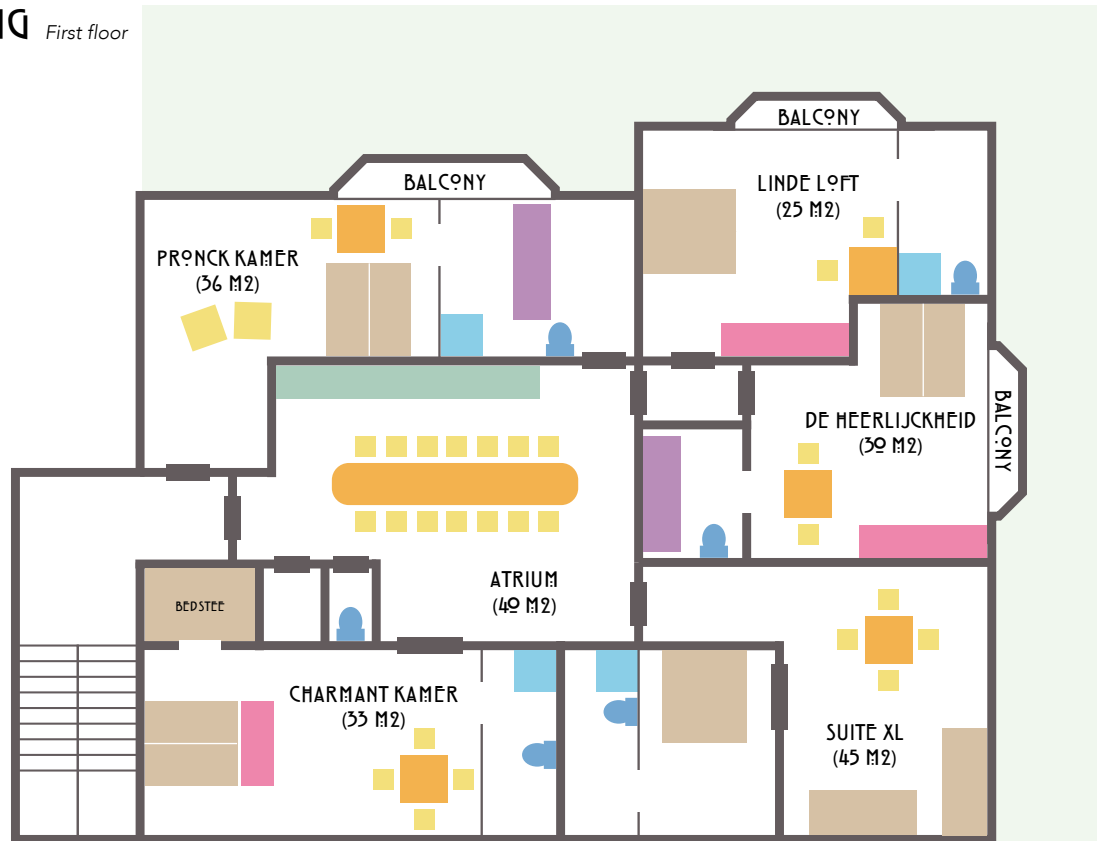 First floor
BALCONY
LINDE LOFT
(25 M2)
BALCONY
PRONCK KAMER
(36 M2)
BALCONY
DE HEERLIJCKHEID
(30 M2)
ATRIUM
(40 M2)
BEDSTEE
CHARMANT KAMER
(33 M2)
SUITE XL
(45 M2)